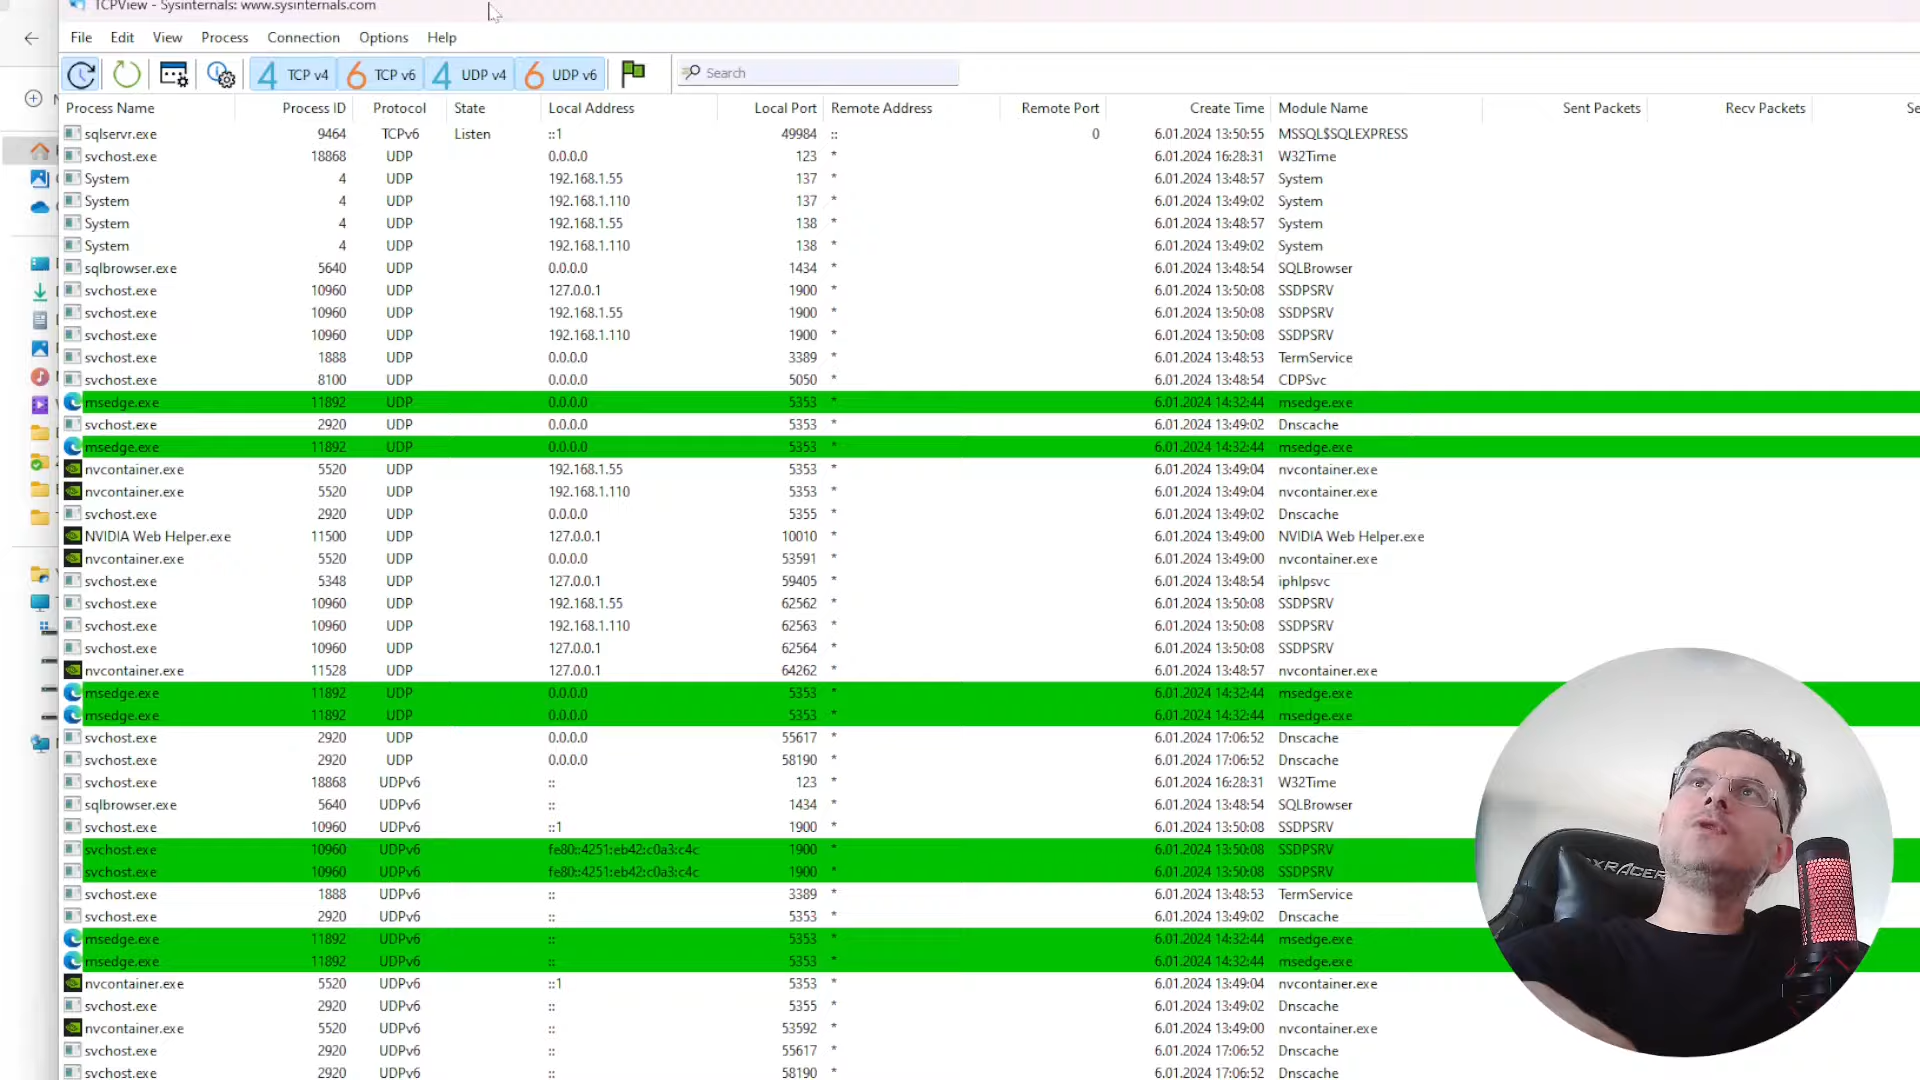 TCPView - Sysinternals: www.sysinternals.com
File Edit View Process Connection Options Help
4 TCP v4 6 TCP v6 4 UDP v4 6 UDP v6 Search
Process Name Process ID Protocol State Local Address Local Port Remote Address Remote Port Create Time Module Name Sent Packets Recv Packets Se
sqlservr.exe 9464 TCPv6 Listen ::1 49984 :: 0 6.01.2024 13:50:55 MSSQL$SQLEXPRESS
svchost.exe 18868 UDP 0.0.0.0 123 * 6.01.2024 16:28:31 W32Time
System 4 UDP 192.168.1.55 137 * 6.01.2024 13:48:57 System
System 4 UDP 192.168.1.110 137 * 6.01.2024 13:49:02 System
System 4 UDP 192.168.1.55 138 * 6.01.2024 13:48:57 System
System 4 UDP 192.168.1.110 138 * 6.01.2024 13:49:02 System
sqlbrowser.exe 5640 UDP 0.0.0.0 1434 * 6.01.2024 13:48:54 SQLBrowser
svchost.exe 10960 UDP 127.0.0.1 1900 * 6.01.2024 13:50:08 SSDPSRV
svchost.exe 10960 UDP 192.168.1.55 1900 * 6.01.2024 13:50:08 SSDPSRV
svchost.exe 10960 UDP 192.168.1.110 1900 * 6.01.2024 13:50:08 SSDPSRV
svchost.exe 1888 UDP 0.0.0.0 3389 * 6.01.2024 13:48:53 TermService
svchost.exe 8100 UDP 0.0.0.0 5050 * 6.01.2024 13:48:54 CDPSvc
msedge.exe 11892 UDP 0.0.0.0 5353 * 6.01.2024 14:32:44 msedge.exe
svchost.exe 2920 UDP 0.0.0.0 5353 * 6.01.2024 13:49:02 Dnscache
msedge.exe 11892 UDP 0.0.0.0 5353 * 6.01.2024 14:32:44 msedge.exe
nvcontainer.exe 5520 UDP 192.168.1.55 5353 * 6.01.2024 13:49:04 nvcontainer.exe
nvcontainer.exe 5520 UDP 192.168.1.110 5353 * 6.01.2024 13:49:04 nvcontainer.exe
svchost.exe 2920 UDP 0.0.0.0 5355 * 6.01.2024 13:49:02 Dnscache
NVIDIA Web Helper.exe 11500 UDP 127.0.0.1 10010 * 6.01.2024 13:49:00 NVIDIA Web Helper.exe
nvcontainer.exe 5520 UDP 0.0.0.0 53591 * 6.01.2024 13:49:00 nvcontainer.exe
svchost.exe 5348 UDP 127.0.0.1 59405 * 6.01.2024 13:48:54 iphlpsvc
svchost.exe 10960 UDP 192.168.1.55 62562 * 6.01.2024 13:50:08 SSDPSRV
svchost.exe 10960 UDP 192.168.1.110 62563 * 6.01.2024 13:50:08 SSDPSRV
svchost.exe 10960 UDP 127.0.0.1 62564 * 6.01.2024 13:50:08 SSDPSRV
nvcontainer.exe 11528 UDP 127.0.0.1 64262 * 6.01.2024 13:48:57 nvcontainer.exe
msedge.exe 11892 UDP 0.0.0.0 5353 * 6.01.2024 14:32:44 msedge.exe
msedge.exe 11892 UDP 0.0.0.0 5353 * 6.01.2024 14:32:44 msedge.exe
svchost.exe 2920 UDP 0.0.0.0 55617 * 6.01.2024 17:06:52 Dnscache
svchost.exe 2920 UDP 0.0.0.0 58190 * 6.01.2024 17:06:52 Dnscache
svchost.exe 18868 UDPv6 :: 123 * 6.01.2024 16:28:31 W32Time
sqlbrowser.exe 5640 UDPv6 :: 1434 * 6.01.2024 13:48:54 SQLBrowser
svchost.exe 10960 UDPv6 ::1 1900 * 6.01.2024 13:50:08 SSDPSRV
svchost.exe 10960 UDPv6 fe80::4251:eb42:c0a3:c4c 1900 * 6.01.2024 13:50:08 SSDPSRV
svchost.exe 10960 UDPv6 fe80::4251:eb42:c0a3:c4c 1900 * 6.01.2024 13:50:08 SSDPSRV
svchost.exe 1888 UDPv6 :: 3389 * 6.01.2024 13:48:53 TermService
svchost.exe 2920 UDPv6 :: 5353 * 6.01.2024 13:49:02 Dnscache
msedge.exe 11892 UDPv6 :: 5353 * 6.01.2024 14:32:44 msedge.exe
msedge.exe 11892 UDPv6 :: 5353 * 6.01.2024 14:32:44 msedge.exe
nvcontainer.exe 5520 UDPv6 ::1 5353 * 6.01.2024 13:49:04 nvcontainer.exe
svchost.exe 2920 UDPv6 :: 5355 * 6.01.2024 13:49:02 Dnscache
nvcontainer.exe 5520 UDPv6 :: 53592 * 6.01.2024 13:49:00 nvcontainer.exe
svchost.exe 2920 UDPv6 :: 55617 * 6.01.2024 17:06:52 Dnscache
svchost.exe 2920 UDPv6 :: 58190 * 6.01.2024 17:06:52 Dnscache